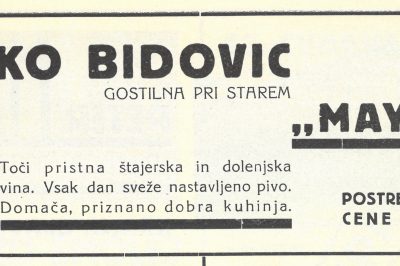 KO BIDOVIC
GOSTILNA PRI STAREM
„MAY
Toči pristna štajerska in dolenjska
vina. Vsak dan sveže nastavljeno pivo.
Domača, priznano dobra kuhinja.
POSTRE
CENE